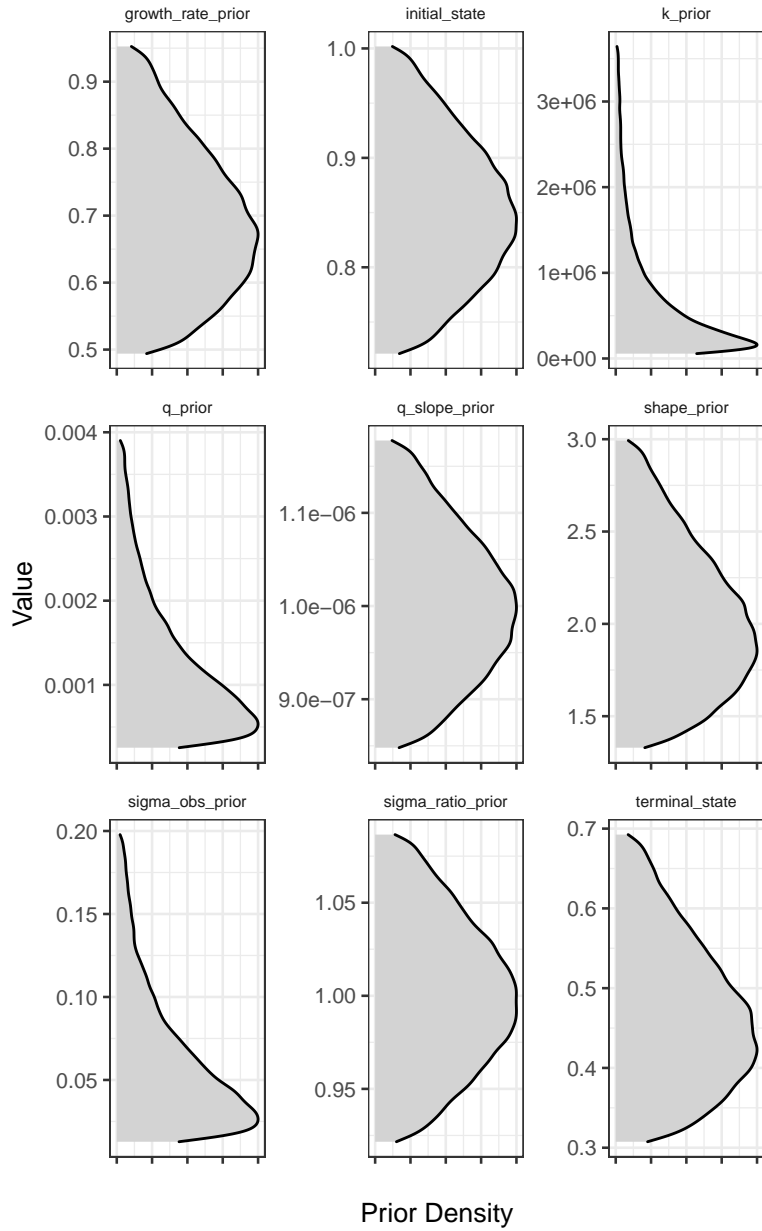 growth_rate_prior
0.9
0.8
0.7
0.6
0.5
initial_state
1.0
0.9
0.8
k_prior
3e+06
2e+06
1e+06
0e+00
q_prior
0.004
0.003
0.002
0.001
q_slope_prior
1.1e−06
1.0e−06
9.0e−07
shape_prior
3.0
2.5
2.0
1.5
sigma_obs_prior
0.20
0.15
0.10
0.05
sigma_ratio_prior
1.05
1.00
0.95
terminal_state
0.7
0.6
0.5
0.4
0.3
Value
Prior Density